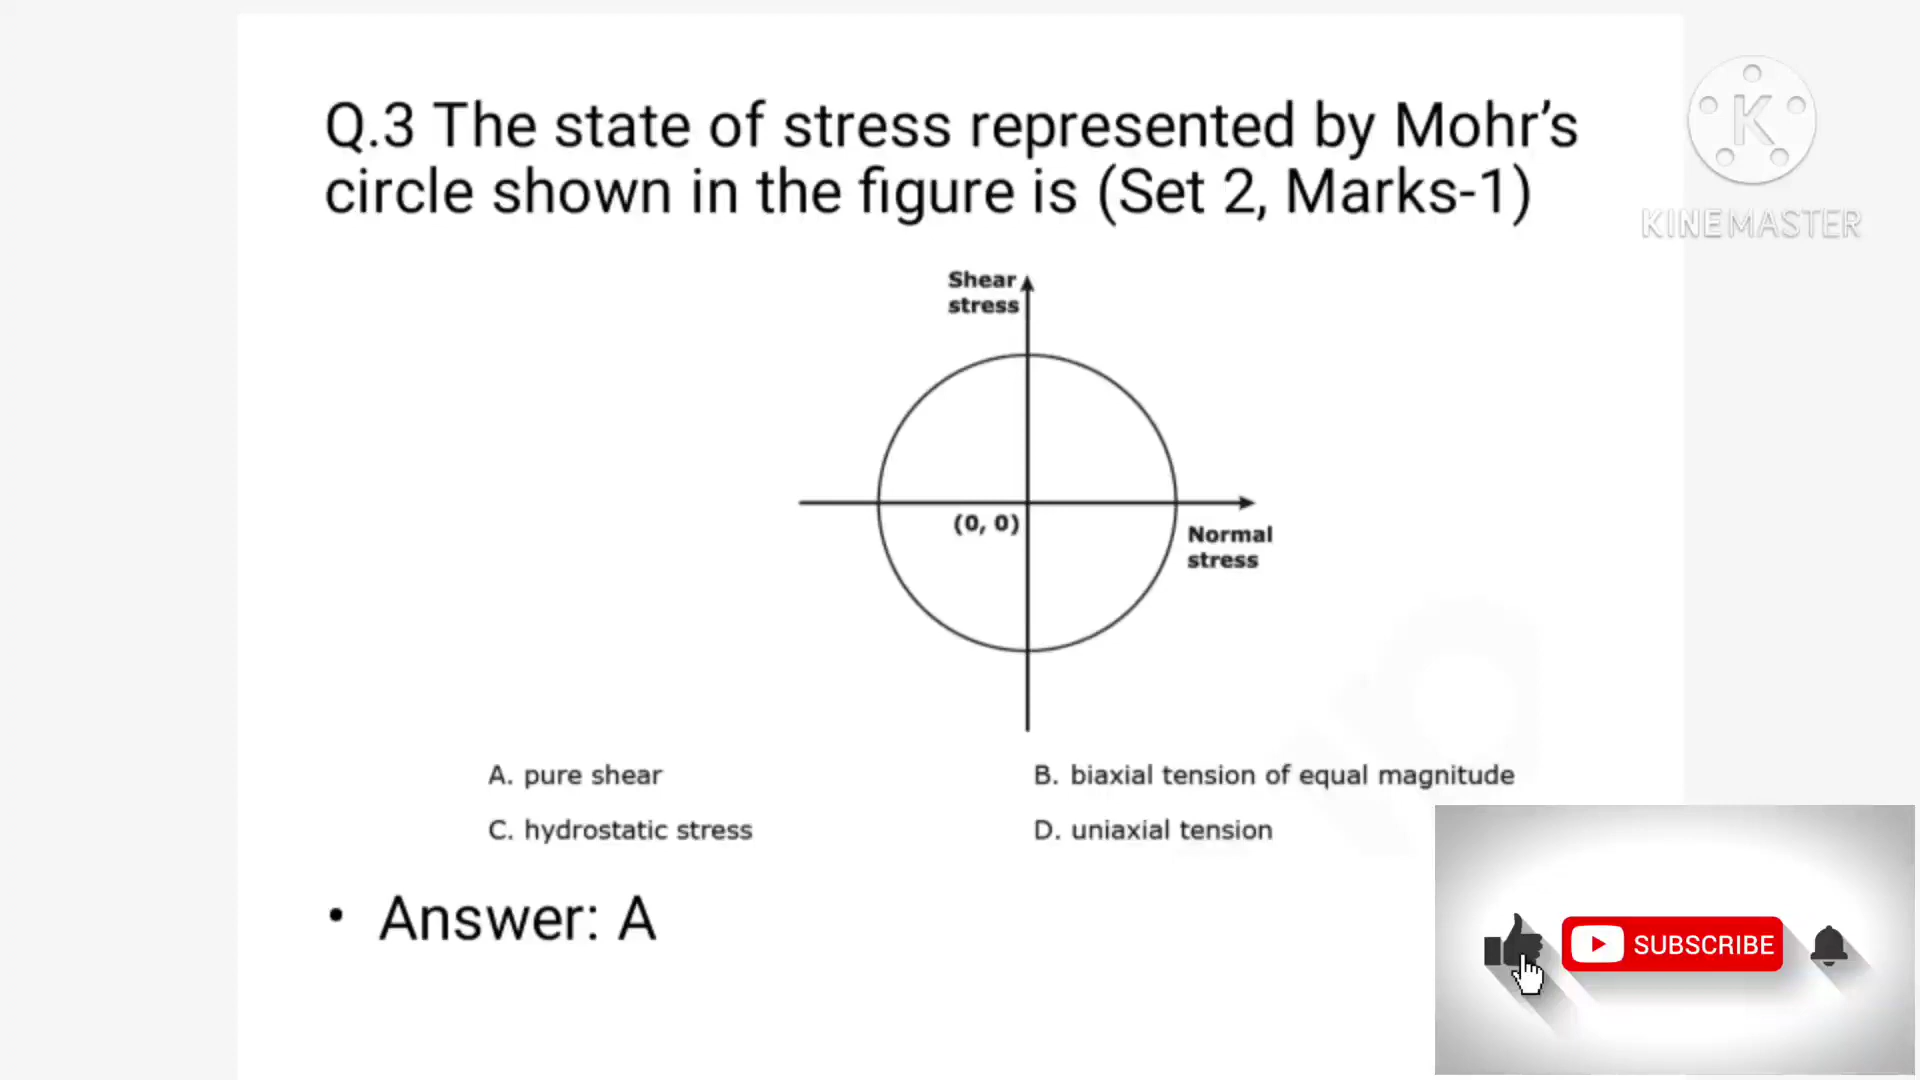 Q.3 The state of stress represented by Mohr’s
circle shown in the figure is (Set 2, Marks-1)
K
KINEMASTER
Shear
stress
(0, 0)
Normal
stress
A. pure shear
B. biaxial tension of equal magnitude
C. hydrostatic stress
D. uniaxial tension
• Answer: A
SUBSCRIBE